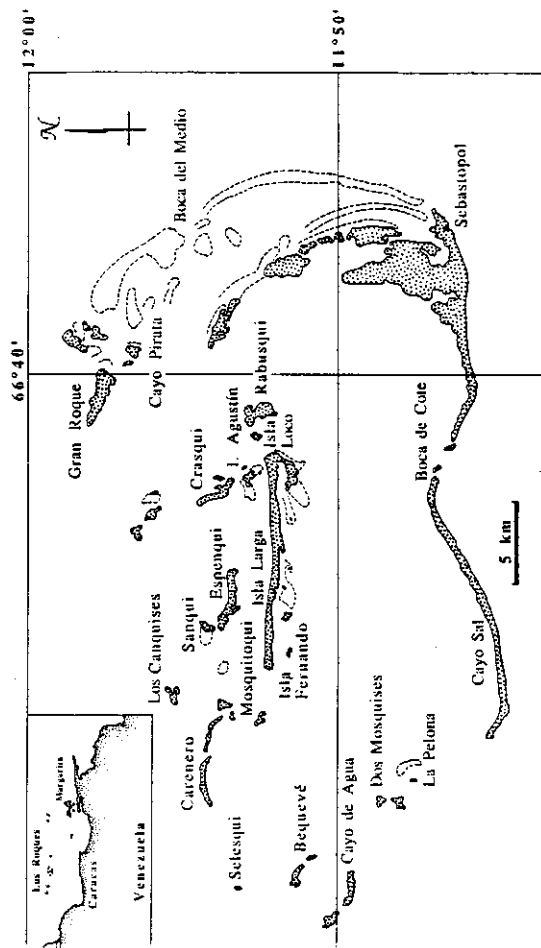 66°40'
12°00'
11°50'
N
Los Roques
Margarita
Caracas
Venezuela
Gran Roque
Cayo Pirata
Boca del Medio
Los Canquises
Sanqui
Espenqui
Crasqui
I. Agustín
Rabusqui
Isla
Loco
Isla Larga
Mosquitoqui
Isla
Fernando
Carenero
Selesqui
Bequevé
Cayo de Agua
Dos Mosquises
La Pelona
Cayo Sal
Boca de Cote
Sebastopol
5 km